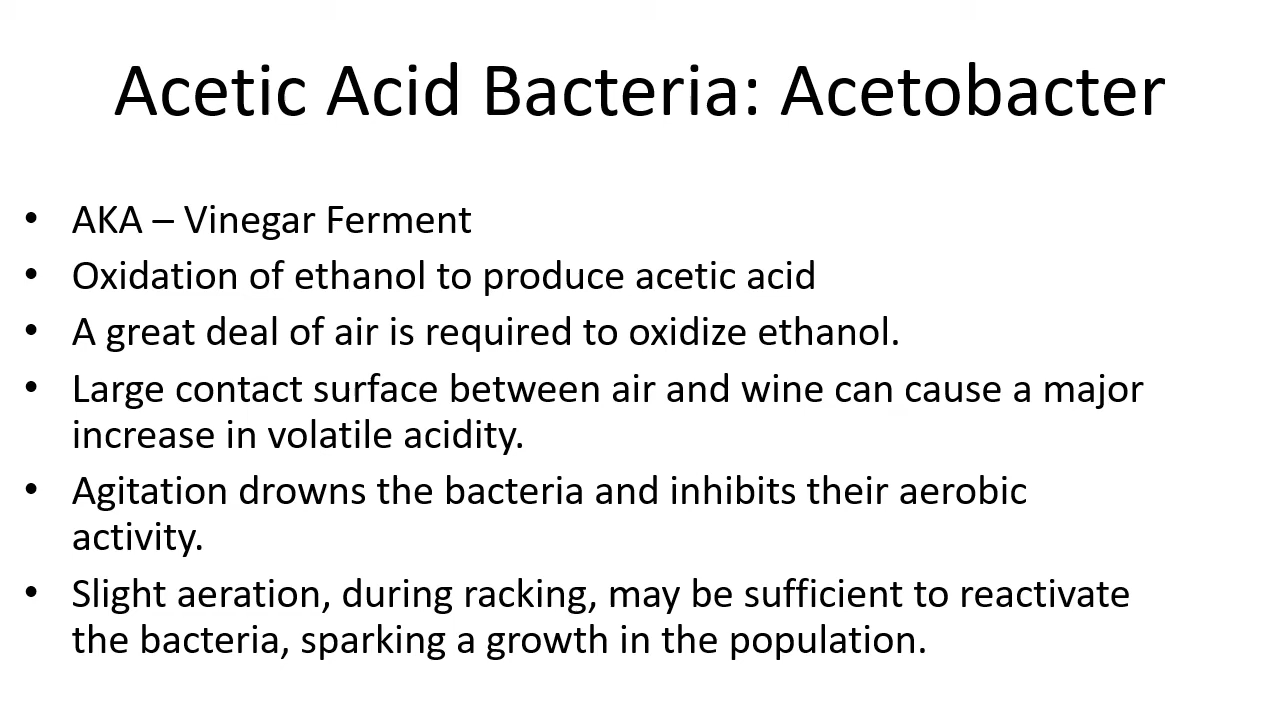 Acetic Acid Bacteria: Acetobacter
• AKA – Vinegar Ferment
• Oxidation of ethanol to produce acetic acid
• A great deal of air is required to oxidize ethanol.
• Large contact surface between air and wine can cause a major
increase in volatile acidity.
• Agitation drowns the bacteria and inhibits their aerobic
activity.
• Slight aeration, during racking, may be sufficient to reactivate
the bacteria, sparking a growth in the population.